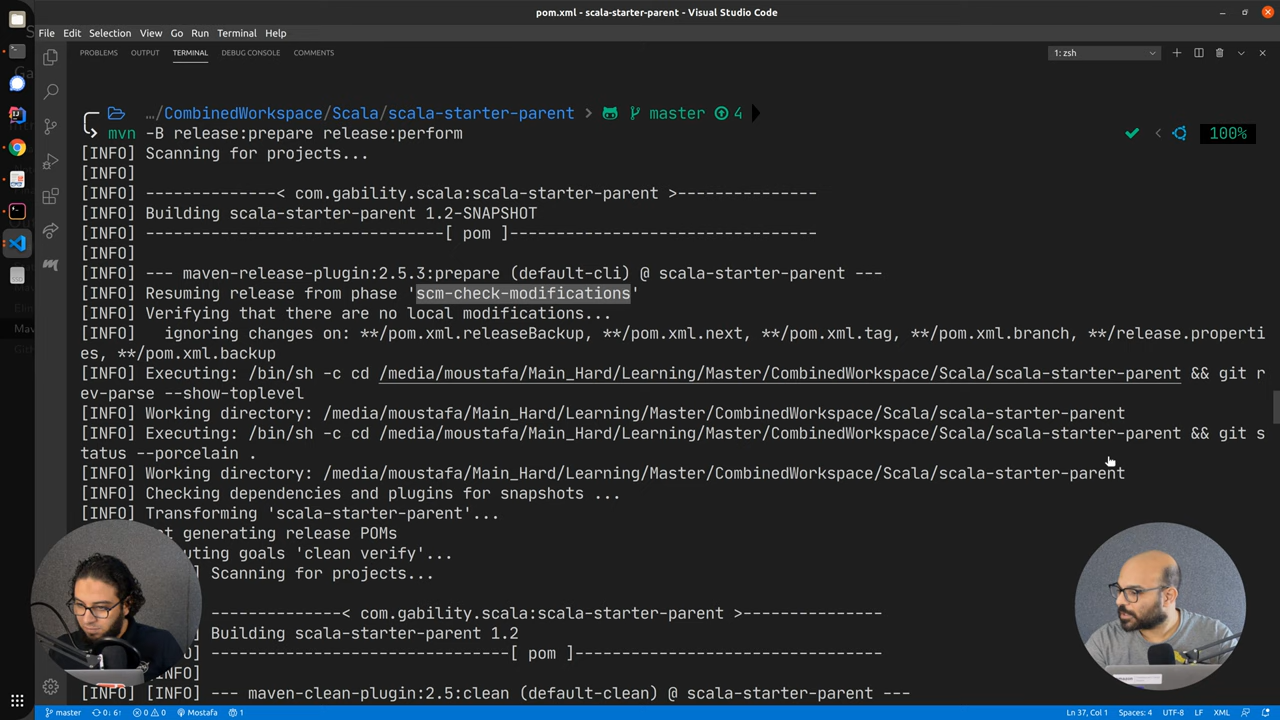 pom.xml - scala-starter-parent - Visual Studio Code
File Edit Selection View Go Run Terminal Help
PROBLEMS OUTPUT TERMINAL DEBUG CONSOLE COMMENTS 1: zsh
…/CombinedWorkspace/Scala/scala-starter-parent > master 4
mvn -B release:prepare release:perform 100%
[INFO] Scanning for projects...
[INFO]
[INFO] --------------< com.gability.scala:scala-starter-parent >---------------
[INFO] Building scala-starter-parent 1.2-SNAPSHOT
[INFO] --------------------------------[ pom ]---------------------------------
[INFO]
[INFO] --- maven-release-plugin:2.5.3:prepare (default-cli) @ scala-starter-parent ---
[INFO] Resuming release from phase 'scm-check-modifications'
[INFO] Verifying that there are no local modifications...
[INFO]   ignoring changes on: **/pom.xml.releaseBackup, **/pom.xml.next, **/pom.xml.tag, **/pom.xml.branch, **/release.properti
es, **/pom.xml.backup
[INFO] Executing: /bin/sh -c cd /media/moustafa/Main_Hard/Learning/Master/CombinedWorkspace/Scala/scala-starter-parent && git r
ev-parse --show-toplevel
[INFO] Working directory: /media/moustafa/Main_Hard/Learning/Master/CombinedWorkspace/Scala/scala-starter-parent
[INFO] Executing: /bin/sh -c cd /media/moustafa/Main_Hard/Learning/Master/CombinedWorkspace/Scala/scala-starter-parent && git s
tatus --porcelain .
[INFO] Working directory: /media/moustafa/Main_Hard/Learning/Master/CombinedWorkspace/Scala/scala-starter-parent
[INFO] Checking dependencies and plugins for snapshots ...
[INFO] Transforming 'scala-starter-parent'...
generating release POMs
goals 'clean verify'...
Scanning for projects...
-------------< com.gability.scala:scala-starter-parent >---------------
Building scala-starter-parent 1.2
-------------------------------[ pom ]---------------------------------
[INFO] [INFO] --- maven-clean-plugin:2.5:clean (default-clean) @ scala-starter-parent ---
master 0↓ 6↑ 0 0 Mostafa 1 Ln 37, Col 1 Spaces: 4 UTF-8 LF XML